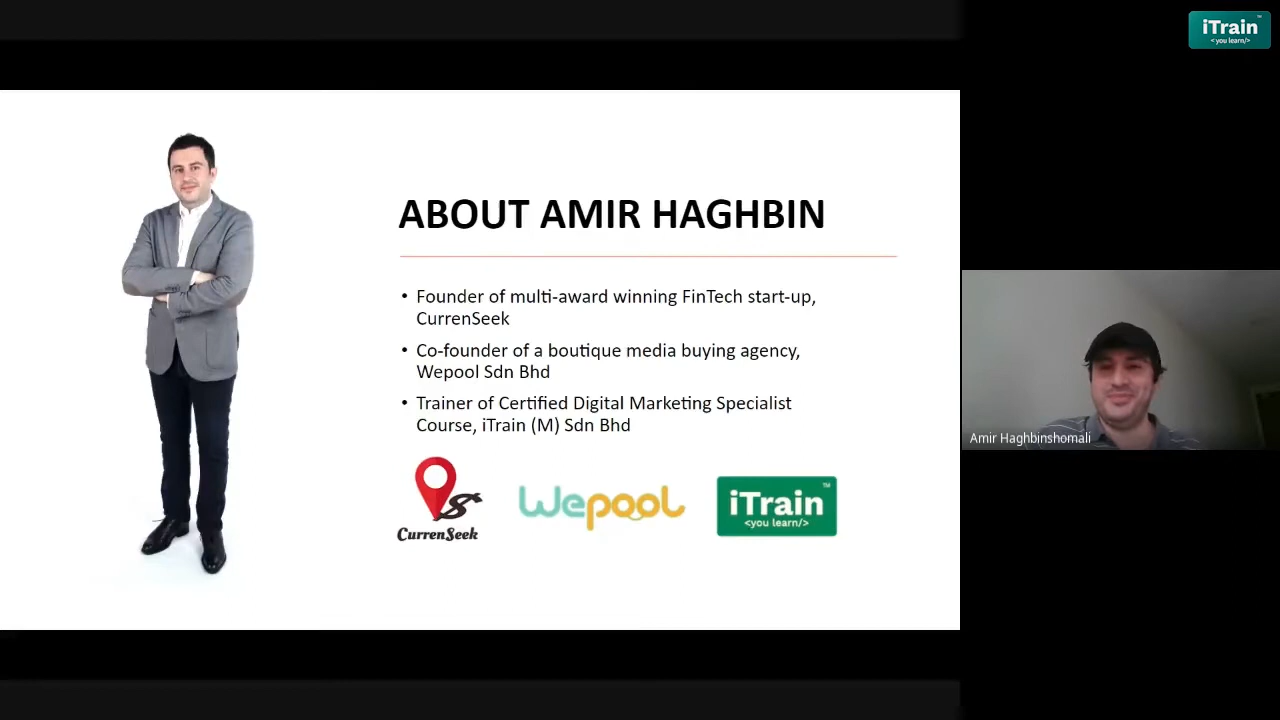 iTrain™
<you learn/>
ABOUT AMIR HAGHBIN
• Founder of multi-award winning FinTech start-up,
CurrenSeek
• Co-founder of a boutique media buying agency,
Wepool Sdn Bhd
• Trainer of Certified Digital Marketing Specialist
Course, iTrain (M) Sdn Bhd
CurrenSeek
wepool
iTrain™
<you learn/>
Amir Haghbinshomali